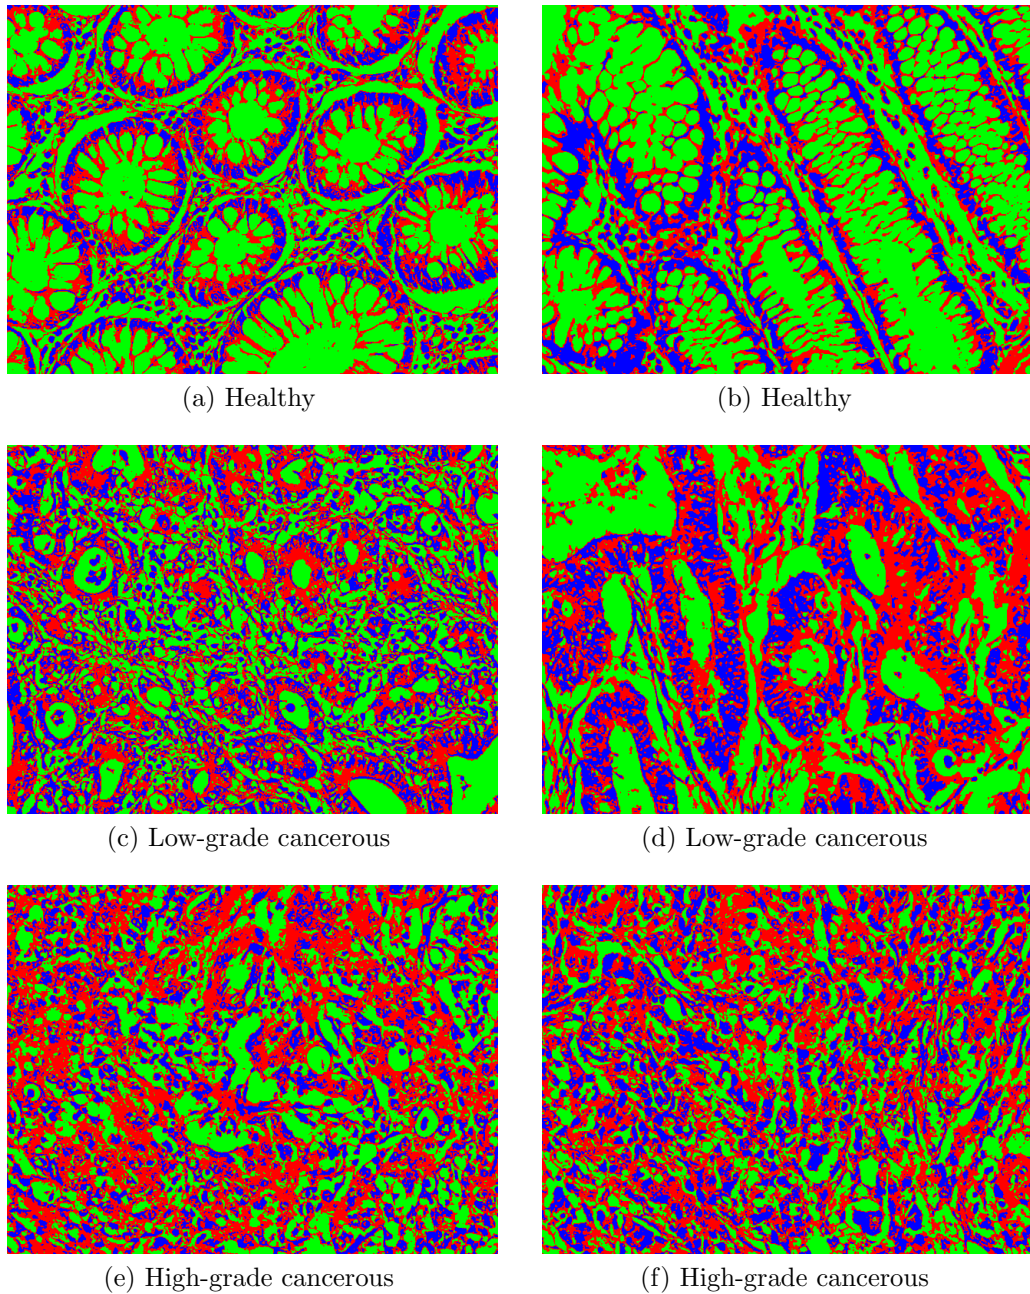 (a) Healthy
(b) Healthy
(c) Low-grade cancerous
(d) Low-grade cancerous
(e) High-grade cancerous
(f) High-grade cancerous